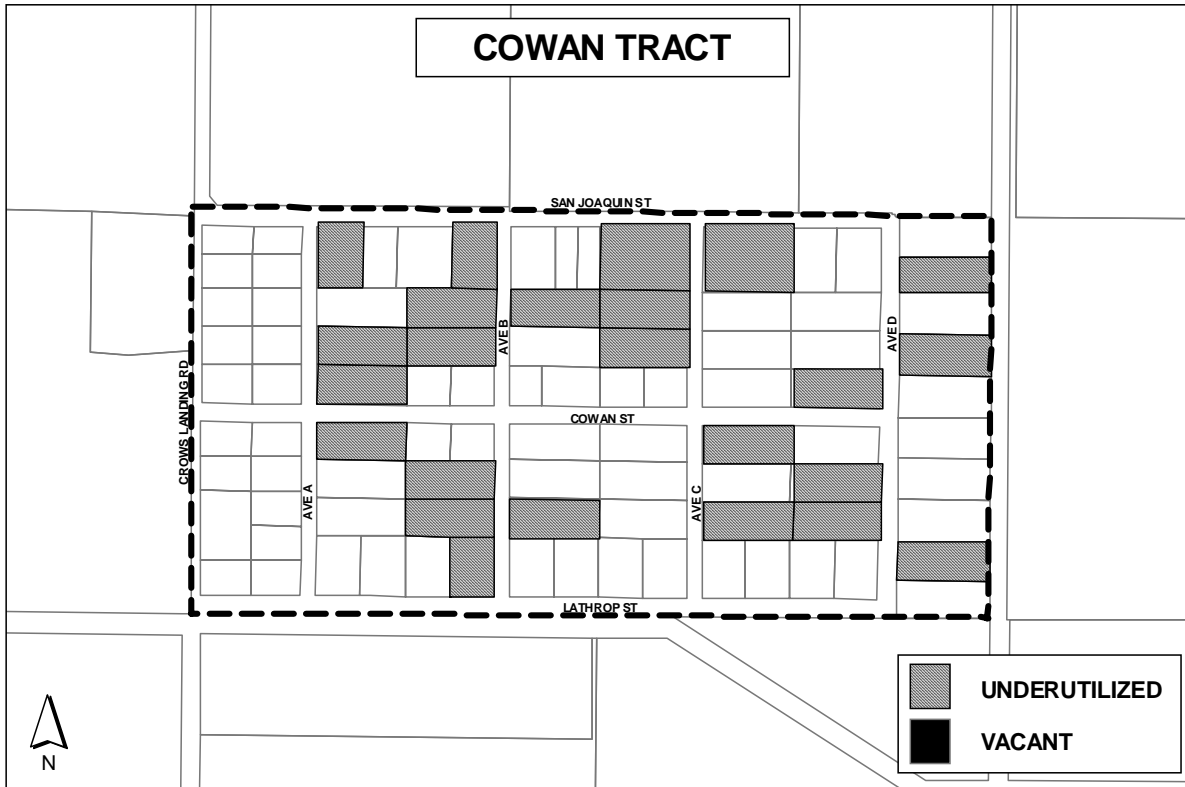 COWAN TRACT
SAN JOAQUIN ST
AVE B
AVE D
CROWS LANDING RD
COWAN ST
AVE A
AVE C
LATHROP ST
UNDERUTILIZED
VACANT
N